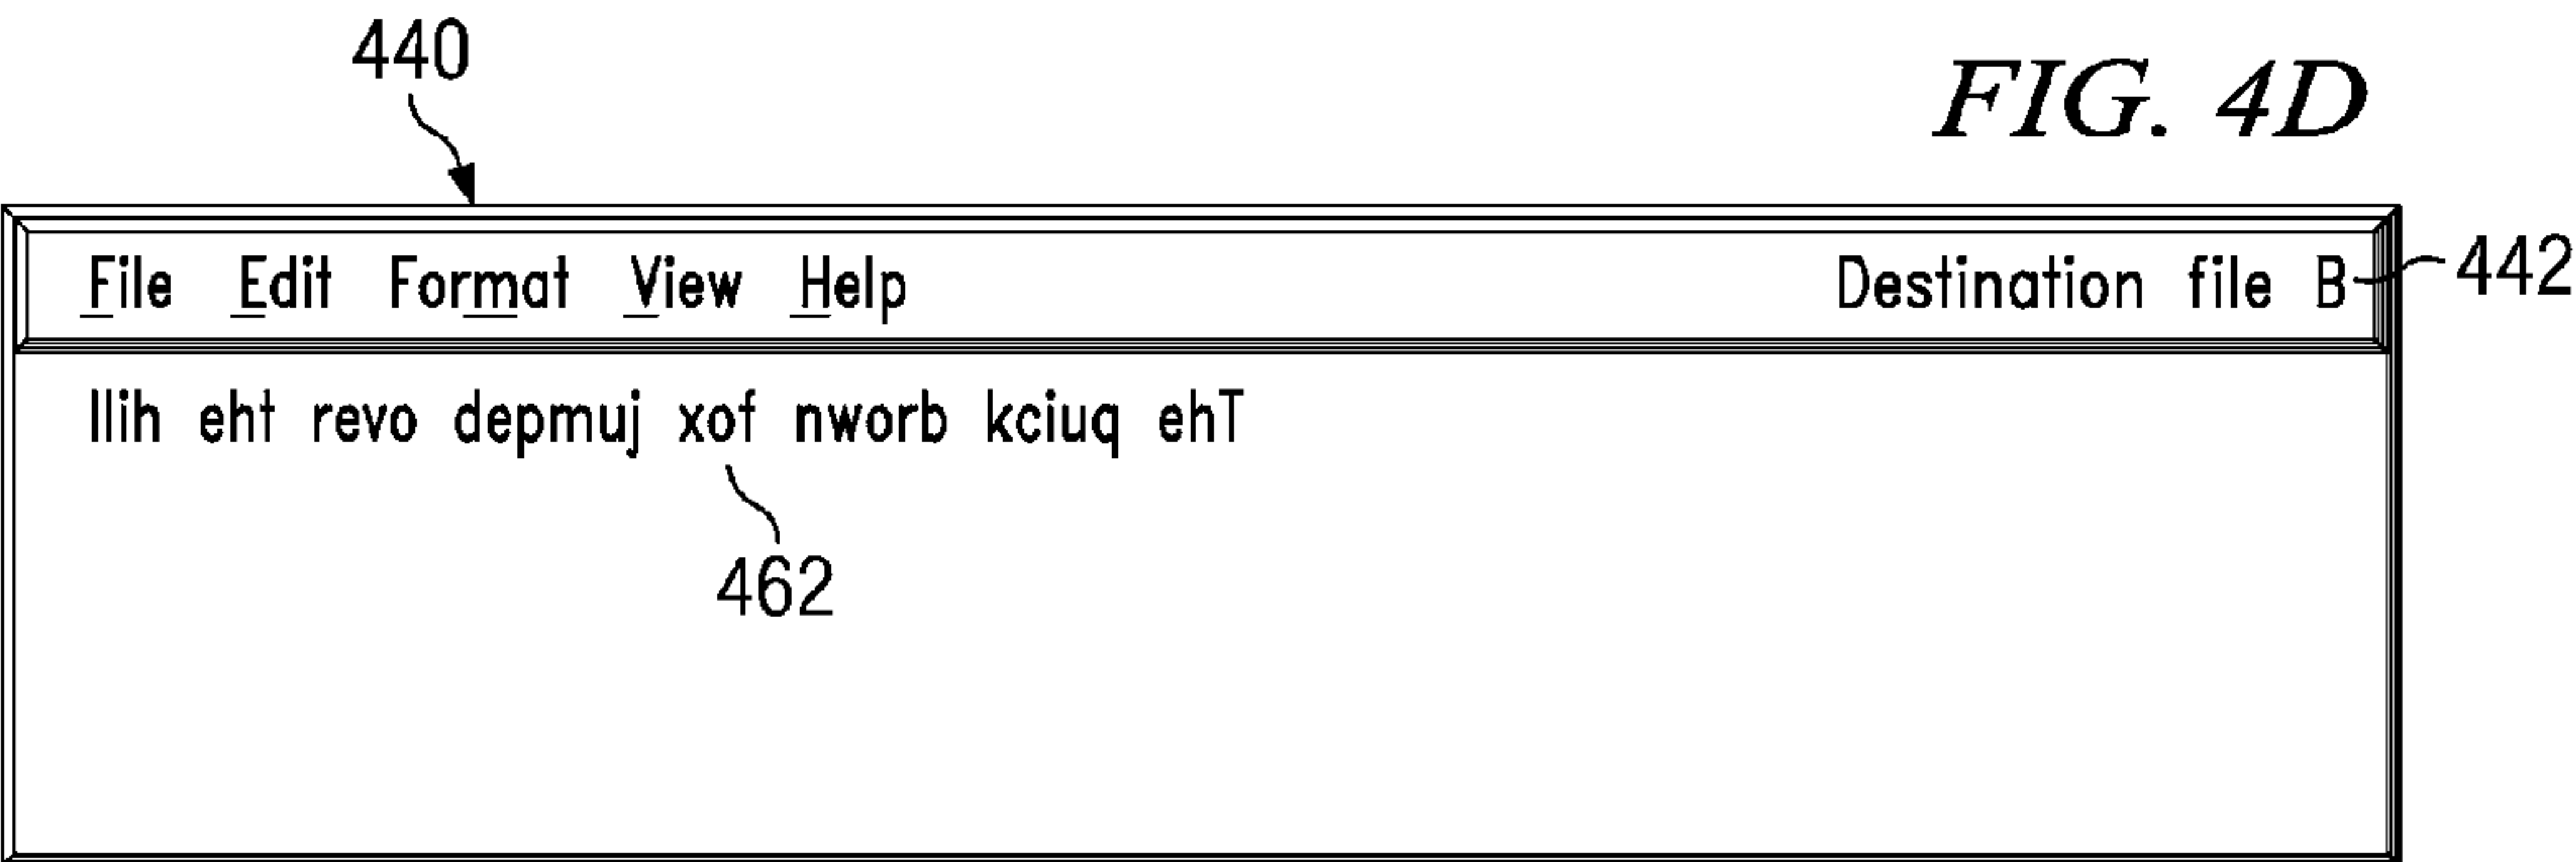 440
FIG. 4D
File Edit Format View Help Destination file B 442
llih eht revo depmuj xof nworb kciuq ehT
462